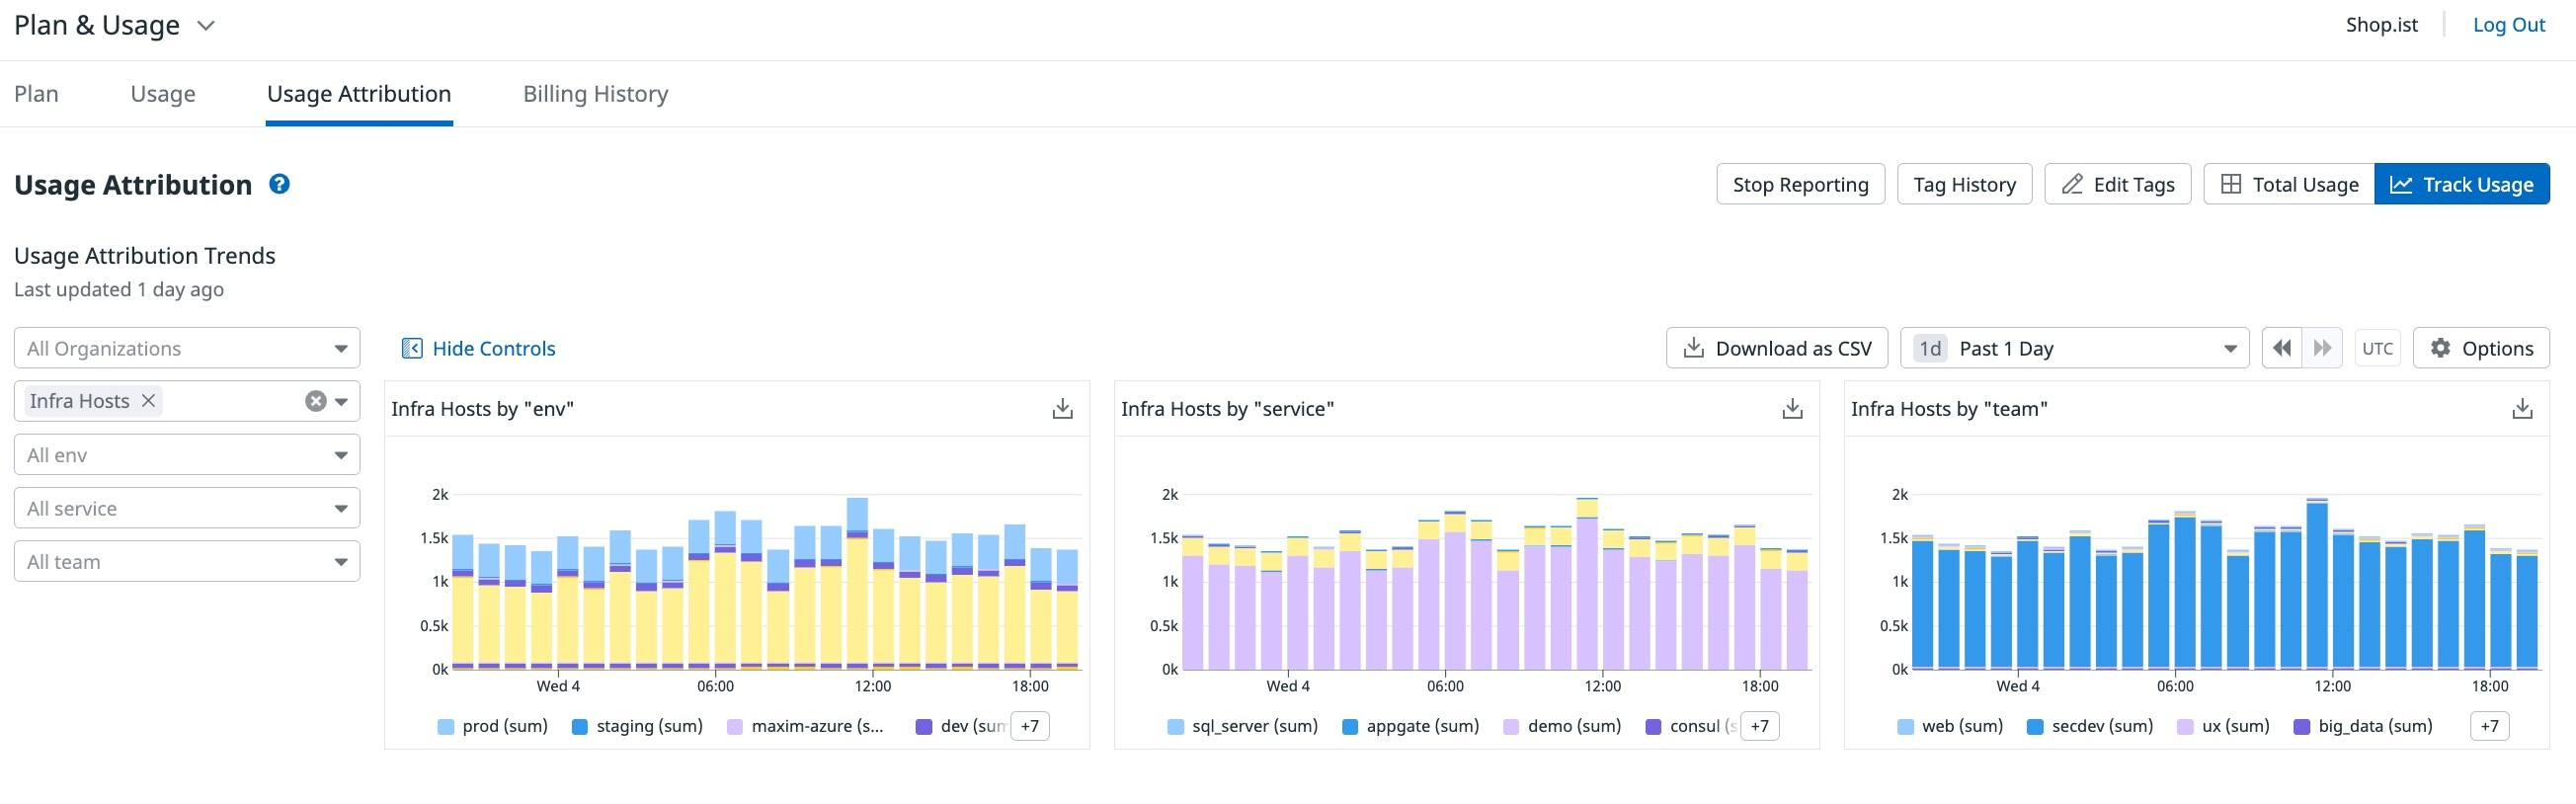 Plan & Usage
Shop.ist
Log Out
Plan
Usage
Usage Attribution
Billing History
Usage Attribution
?
Stop Reporting
Tag History
Edit Tags
Total Usage
Track Usage
Usage Attribution Trends
Last updated 1 day ago
All Organizations
Infra Hosts
All env
All service
All team
Hide Controls
Download as CSV
1d Past 1 Day
UTC
Options
Infra Hosts by "env"
2k
1.5k
1k
0.5k
0k
Wed 4 06:00 12:00 18:00
prod (sum) staging (sum) maxim-azure (s... dev (sum +7
Infra Hosts by "service"
2k
1.5k
1k
0.5k
0k
Wed 4 06:00 12:00 18:00
sql_server (sum) appgate (sum) demo (sum) consul (s +7
Infra Hosts by "team"
2k
1.5k
1k
0.5k
0k
Wed 4 06:00 12:00 18:00
web (sum) secdev (sum) ux (sum) big_data (sum) +7